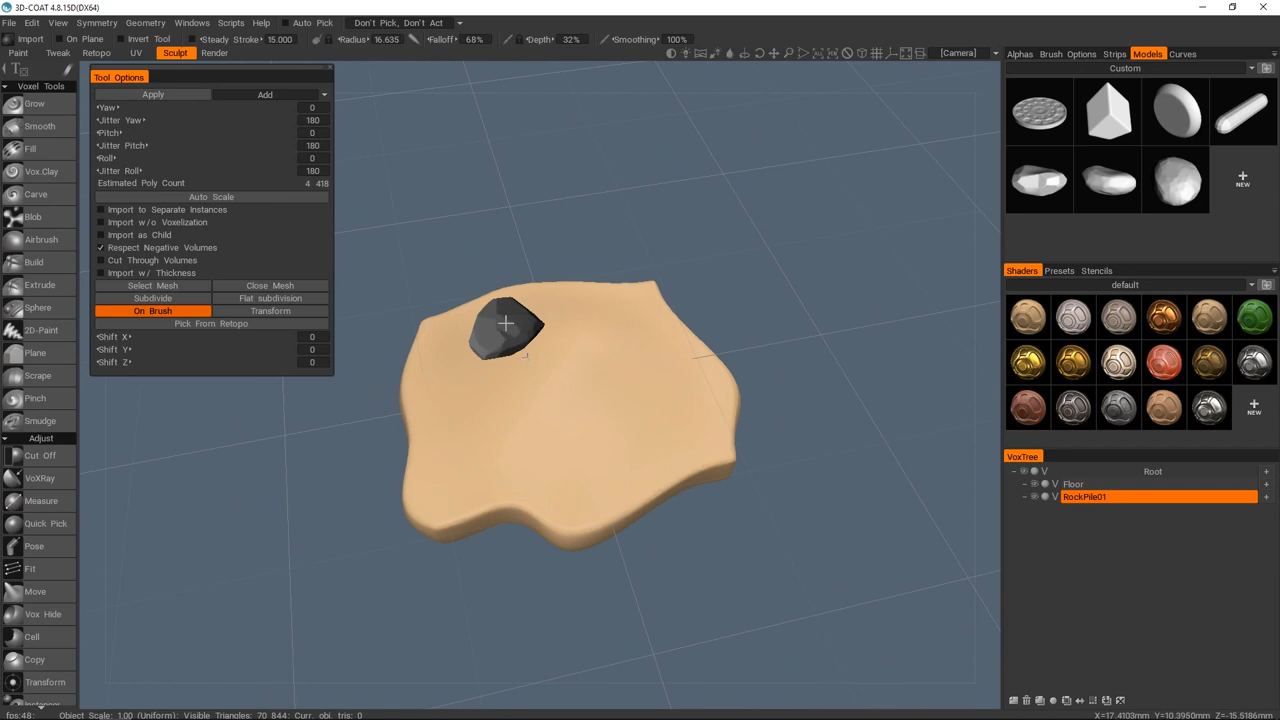 3D-COAT 4.8.15D(DX64)
File Edit View Symmetry Geometry Windows Scripts Help Auto Pick Don't Pick, Don't Act
Import Invert Tool Steady Stroke 15.000 Radius 16.635 Falloff 68% Depth 32% Smoothing 100%
Paint Tweak Retopo UV Sculpt Render [Camera]
Alphas Brush Options Strips Models Curves
Custom
NEW
Shaders Presets Stencils
default
NEW
VoxTree
Root
V Floor
V RockPile01
Tool Options
Apply Add
Yaw 0
Jitter Yaw 180
Pitch 0
Jitter Pitch 180
Roll 0
Jitter Roll 180
Estimated Poly Count 4 418
Auto Scale
Import to Separate Instances
Import w/o Voxelization
Import as Child
Respect Negative Volumes
Cut Through Volumes
Import w/ Thickness
Select Mesh Close Mesh
Subdivide Flat subdivision
On Brush Transform
Pick From Retopo
Shift X 0
Shift Y 0
Shift Z 0
Voxel Tools
Grow
Smooth
Fill
Vox.Clay
Carve
Blob
Airbrush
Build
Extrude
Sphere
2D-Paint
Plane
Scrape
Pinch
Smudge
Adjust
Cut Off
VoXRay
Measure
Quick Pick
Pose
Fit
Move
Vox Hide
Cell
Copy
Transform
fps:48; Object Scale: 1.00 (Uniform); Visible Triangles: 70 844; Curr. obj. tris: 0
X=17.4103mm Y=10.3950mm Z=-15.5186mm